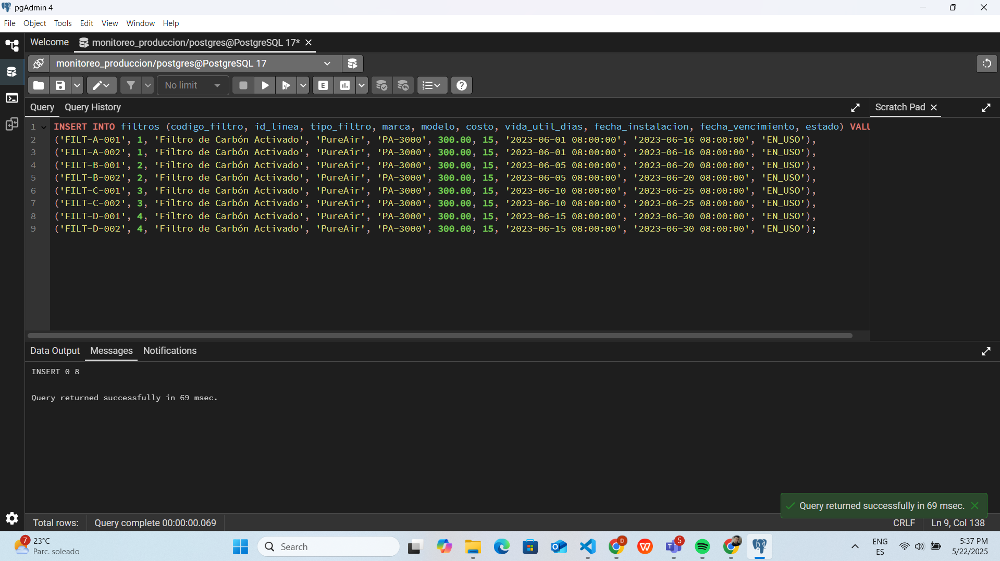 pgAdmin 4
File Object Tools Edit View Window Help
Welcome monitoreo_produccion/postgres@PostgreSQL 17*
monitoreo_produccion/postgres@PostgreSQL 17
No limit
E
Query Query History
Scratch Pad
1 INSERT INTO filtros (codigo_filtro, id_linea, tipo_filtro, marca, modelo, costo, vida_util_dias, fecha_instalacion, fecha_vencimiento, estado) VALU
2 ('FILT-A-001', 1, 'Filtro de Carbón Activado', 'PureAir', 'PA-3000', 300.00, 15, '2023-06-01 08:00:00', '2023-06-16 08:00:00', 'EN_USO'),
3 ('FILT-A-002', 1, 'Filtro de Carbón Activado', 'PureAir', 'PA-3000', 300.00, 15, '2023-06-01 08:00:00', '2023-06-16 08:00:00', 'EN_USO'),
4 ('FILT-B-001', 2, 'Filtro de Carbón Activado', 'PureAir', 'PA-3000', 300.00, 15, '2023-06-05 08:00:00', '2023-06-20 08:00:00', 'EN_USO'),
5 ('FILT-B-002', 2, 'Filtro de Carbón Activado', 'PureAir', 'PA-3000', 300.00, 15, '2023-06-05 08:00:00', '2023-06-20 08:00:00', 'EN_USO'),
6 ('FILT-C-001', 3, 'Filtro de Carbón Activado', 'PureAir', 'PA-3000', 300.00, 15, '2023-06-10 08:00:00', '2023-06-25 08:00:00', 'EN_USO'),
7 ('FILT-C-002', 3, 'Filtro de Carbón Activado', 'PureAir', 'PA-3000', 300.00, 15, '2023-06-10 08:00:00', '2023-06-25 08:00:00', 'EN_USO'),
8 ('FILT-D-001', 4, 'Filtro de Carbón Activado', 'PureAir', 'PA-3000', 300.00, 15, '2023-06-15 08:00:00', '2023-06-30 08:00:00', 'EN_USO'),
9 ('FILT-D-002', 4, 'Filtro de Carbón Activado', 'PureAir', 'PA-3000', 300.00, 15, '2023-06-15 08:00:00', '2023-06-30 08:00:00', 'EN_USO');
Data Output Messages Notifications
INSERT 0 8
Query returned successfully in 69 msec.
Query returned successfully in 69 msec.
Total rows: Query complete 00:00:00.069 CRLF Ln 9, Col 138
7 23°C
Parc. soleado
Search
D
5
ENG
ES
5:37 PM
5/22/2025